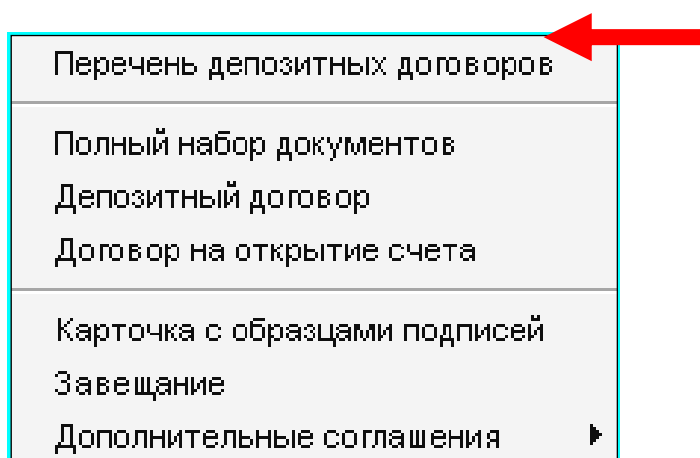 Перечень депозитных договоров
Полный набор документов
Депозитный договор
Договор на открытие счета
Карточка с образцами подписей
Завещание
Дополнительные соглашения